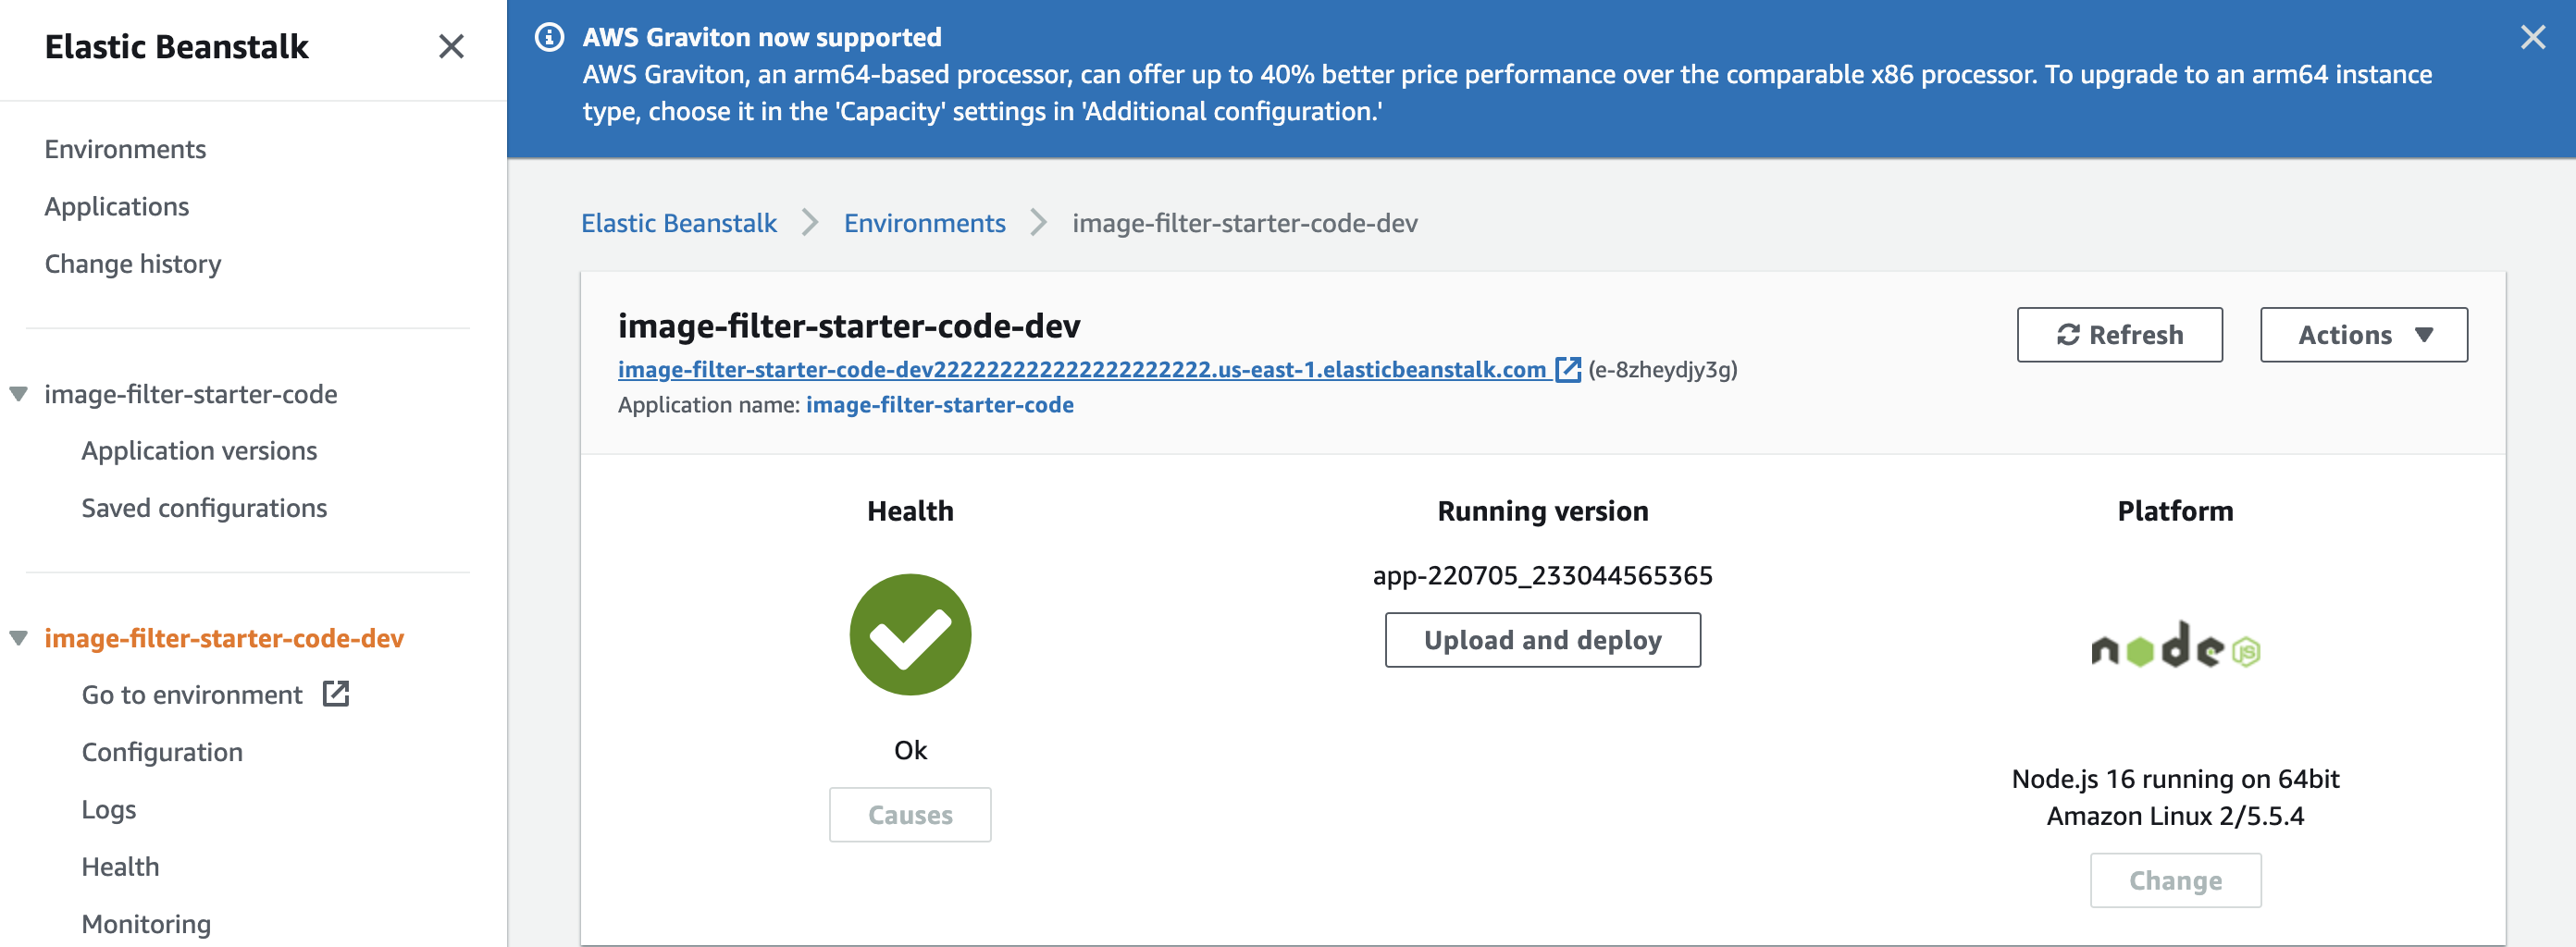 Elastic Beanstalk
AWS Graviton now supported
AWS Graviton, an arm64-based processor, can offer up to 40% better price performance over the comparable x86 processor. To upgrade to an arm64 instance
type, choose it in the 'Capacity' settings in 'Additional configuration.'
Environments
Applications
Change history
image-filter-starter-code
Application versions
Saved configurations
image-filter-starter-code-dev
Go to environment
Configuration
Logs
Health
Monitoring
Elastic Beanstalk > Environments > image-filter-starter-code-dev
image-filter-starter-code-dev
image-filter-starter-code-dev222222222222222222222.us-east-1.elasticbeanstalk.com (e-8zheydjy3g)
Application name: image-filter-starter-code
Refresh
Actions
Health
Ok
Causes
Running version
app-220705_233044565365
Upload and deploy
Platform
node JS
Node.js 16 running on 64bit
Amazon Linux 2/5.5.4
Change